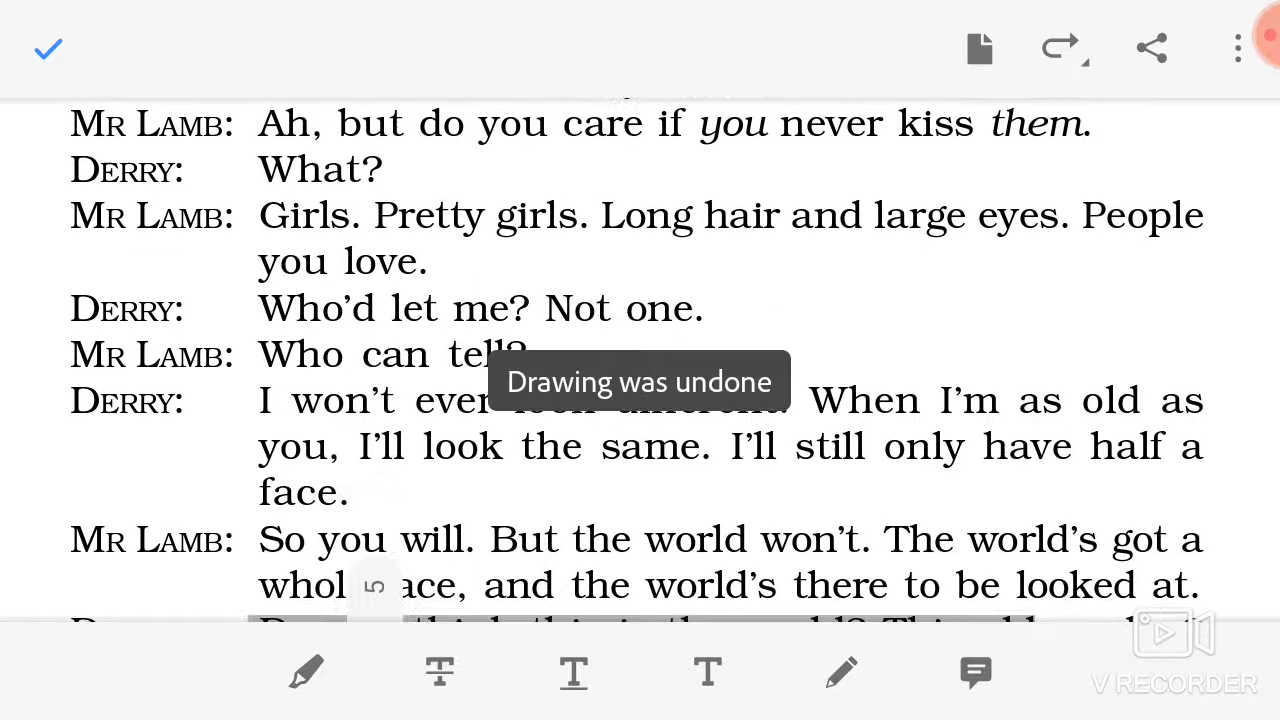 MR LAMB: Ah, but do you care if you never kiss them.
DERRY: What?
MR LAMB: Girls. Pretty girls. Long hair and large eyes. People
you love.
DERRY: Who'd let me? Not one.
MR LAMB: Who can tell?
Drawing was undone
DERRY: I won't ever When I'm as old as
you, I'll look the same. I'll still only have half a
face.
MR LAMB: So you will. But the world won't. The world's got a
5
and the world's there to be looked at.
T T
V RECORDER